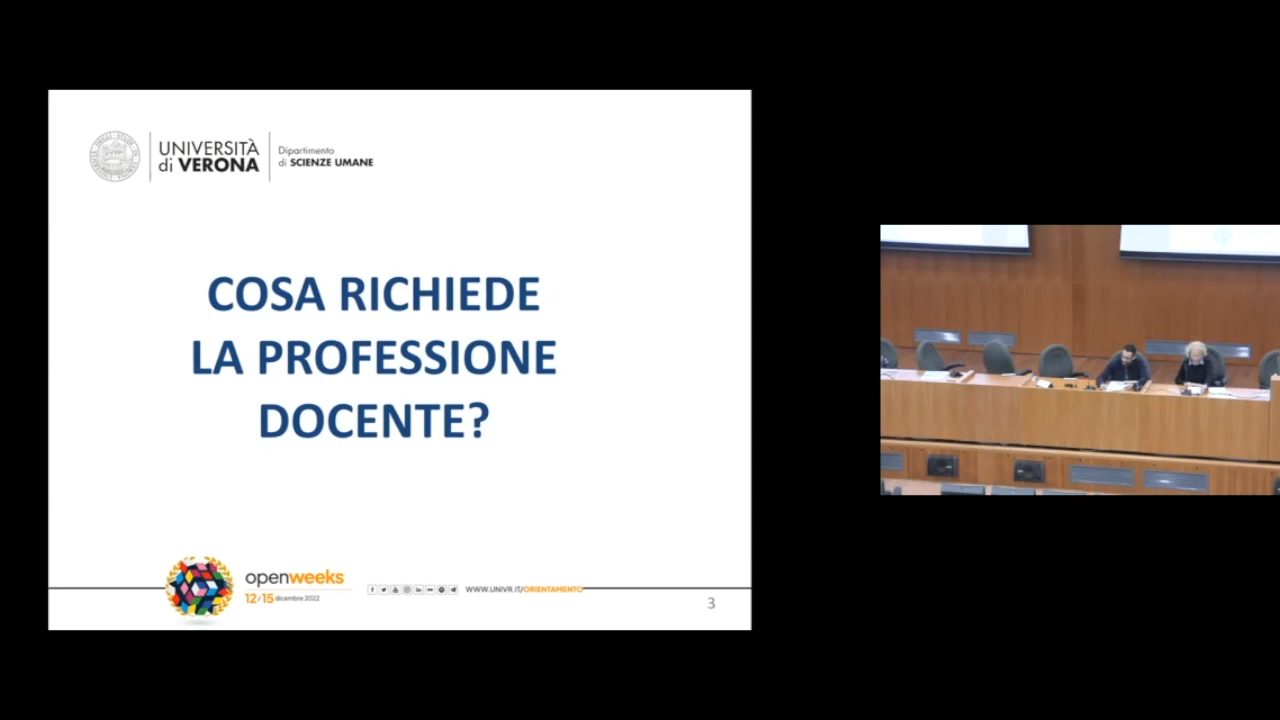 UNIVERSITÀ
di VERONA
Dipartimento
di SCIENZE UMANE
COSA RICHIEDE
LA PROFESSIONE
DOCENTE?
openweeks
12/15 dicembre 2022
WWW.UNIVR.IT/ORIENTAMENTO
3